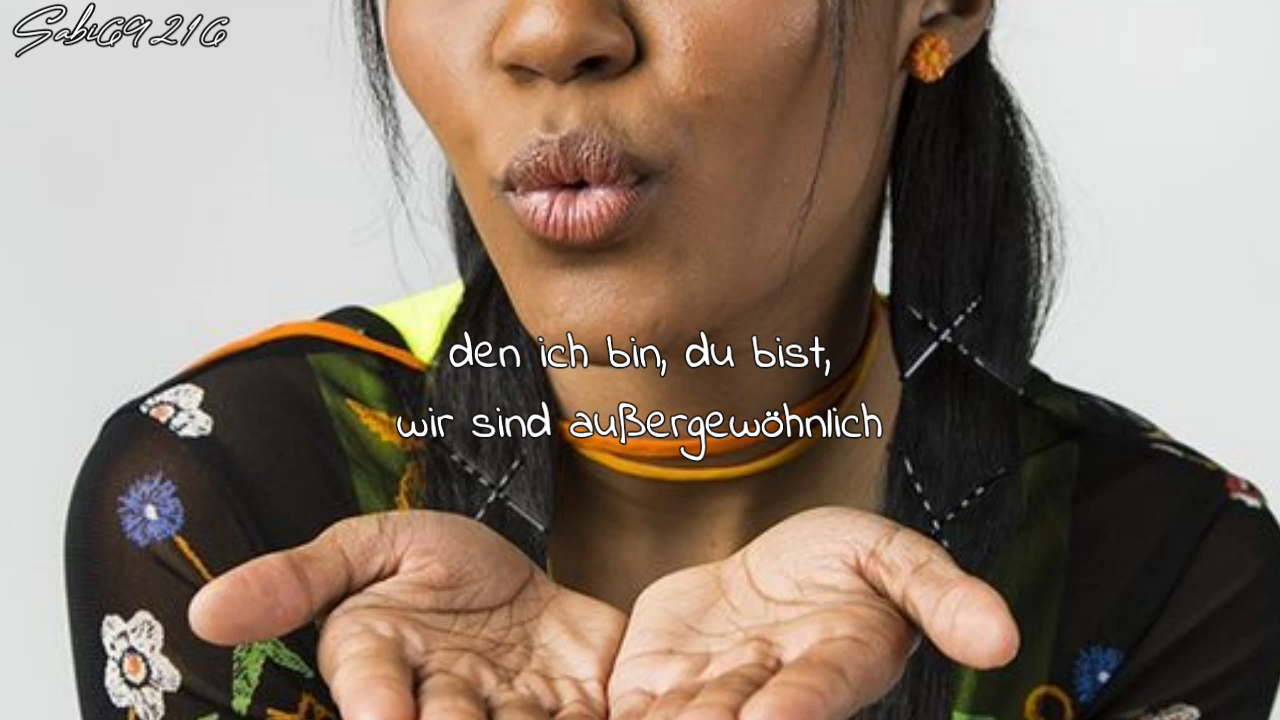 Sabi69216
den ich bin, du bist,
wir sind außergewöhnlich